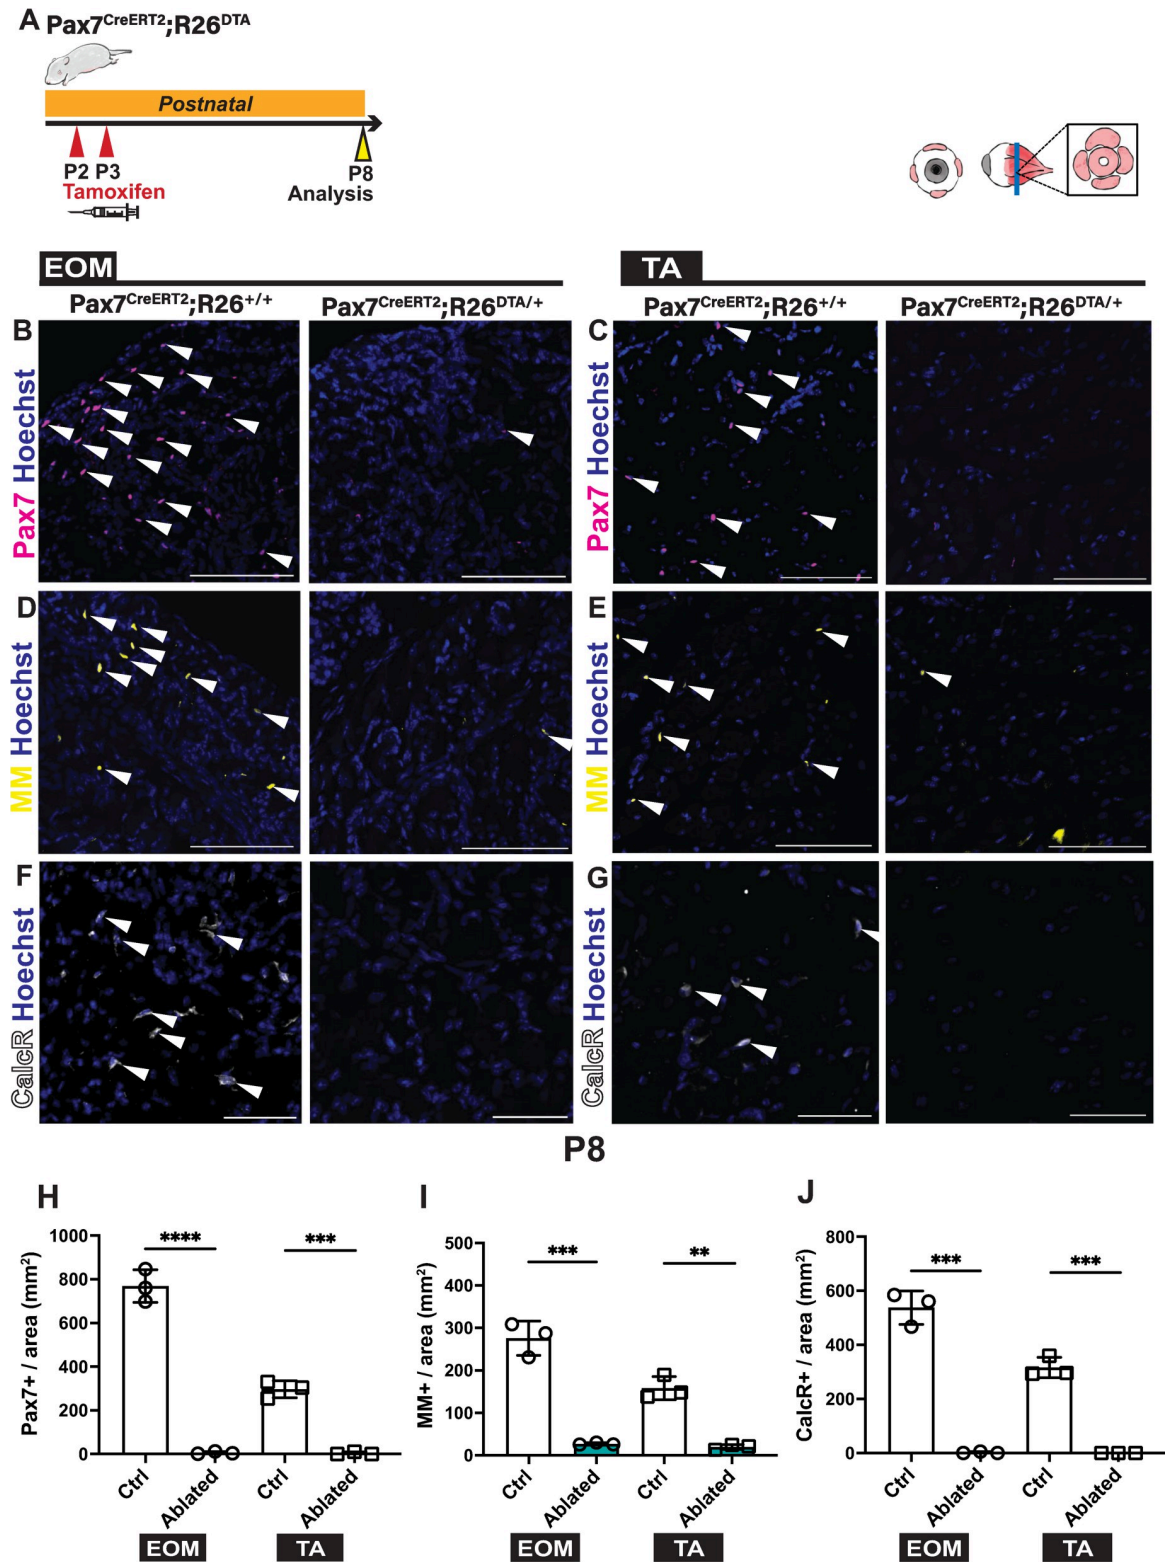 A Pax7CreERT2;R26DTA
Postnatal
P2 P3
P8
Tamoxifen
Analysis
EOM
TA
Pax7CreERT2;R26+/+
Pax7CreERT2;R26DTA/+
Pax7CreERT2;R26+/+
Pax7CreERT2;R26DTA/+
B
Pax7 Hoechst
C
Pax7 Hoechst
D
MM Hoechst
E
MM Hoechst
F
CalcR Hoechst
G
CalcR Hoechst
P8
H
Pax7+ / area (mm²)
1000
800
600
400
200
0
****
***
Ctrl
Ablated
Ctrl
Ablated
EOM
TA
I
MM+ / area (mm²)
500
400
300
200
100
0
***
**
Ctrl
Ablated
Ctrl
Ablated
EOM
TA
J
CalcR+ / area (mm²)
800
600
400
200
0
***
***
Ctrl
Ablated
Ctrl
Ablated
EOM
TA